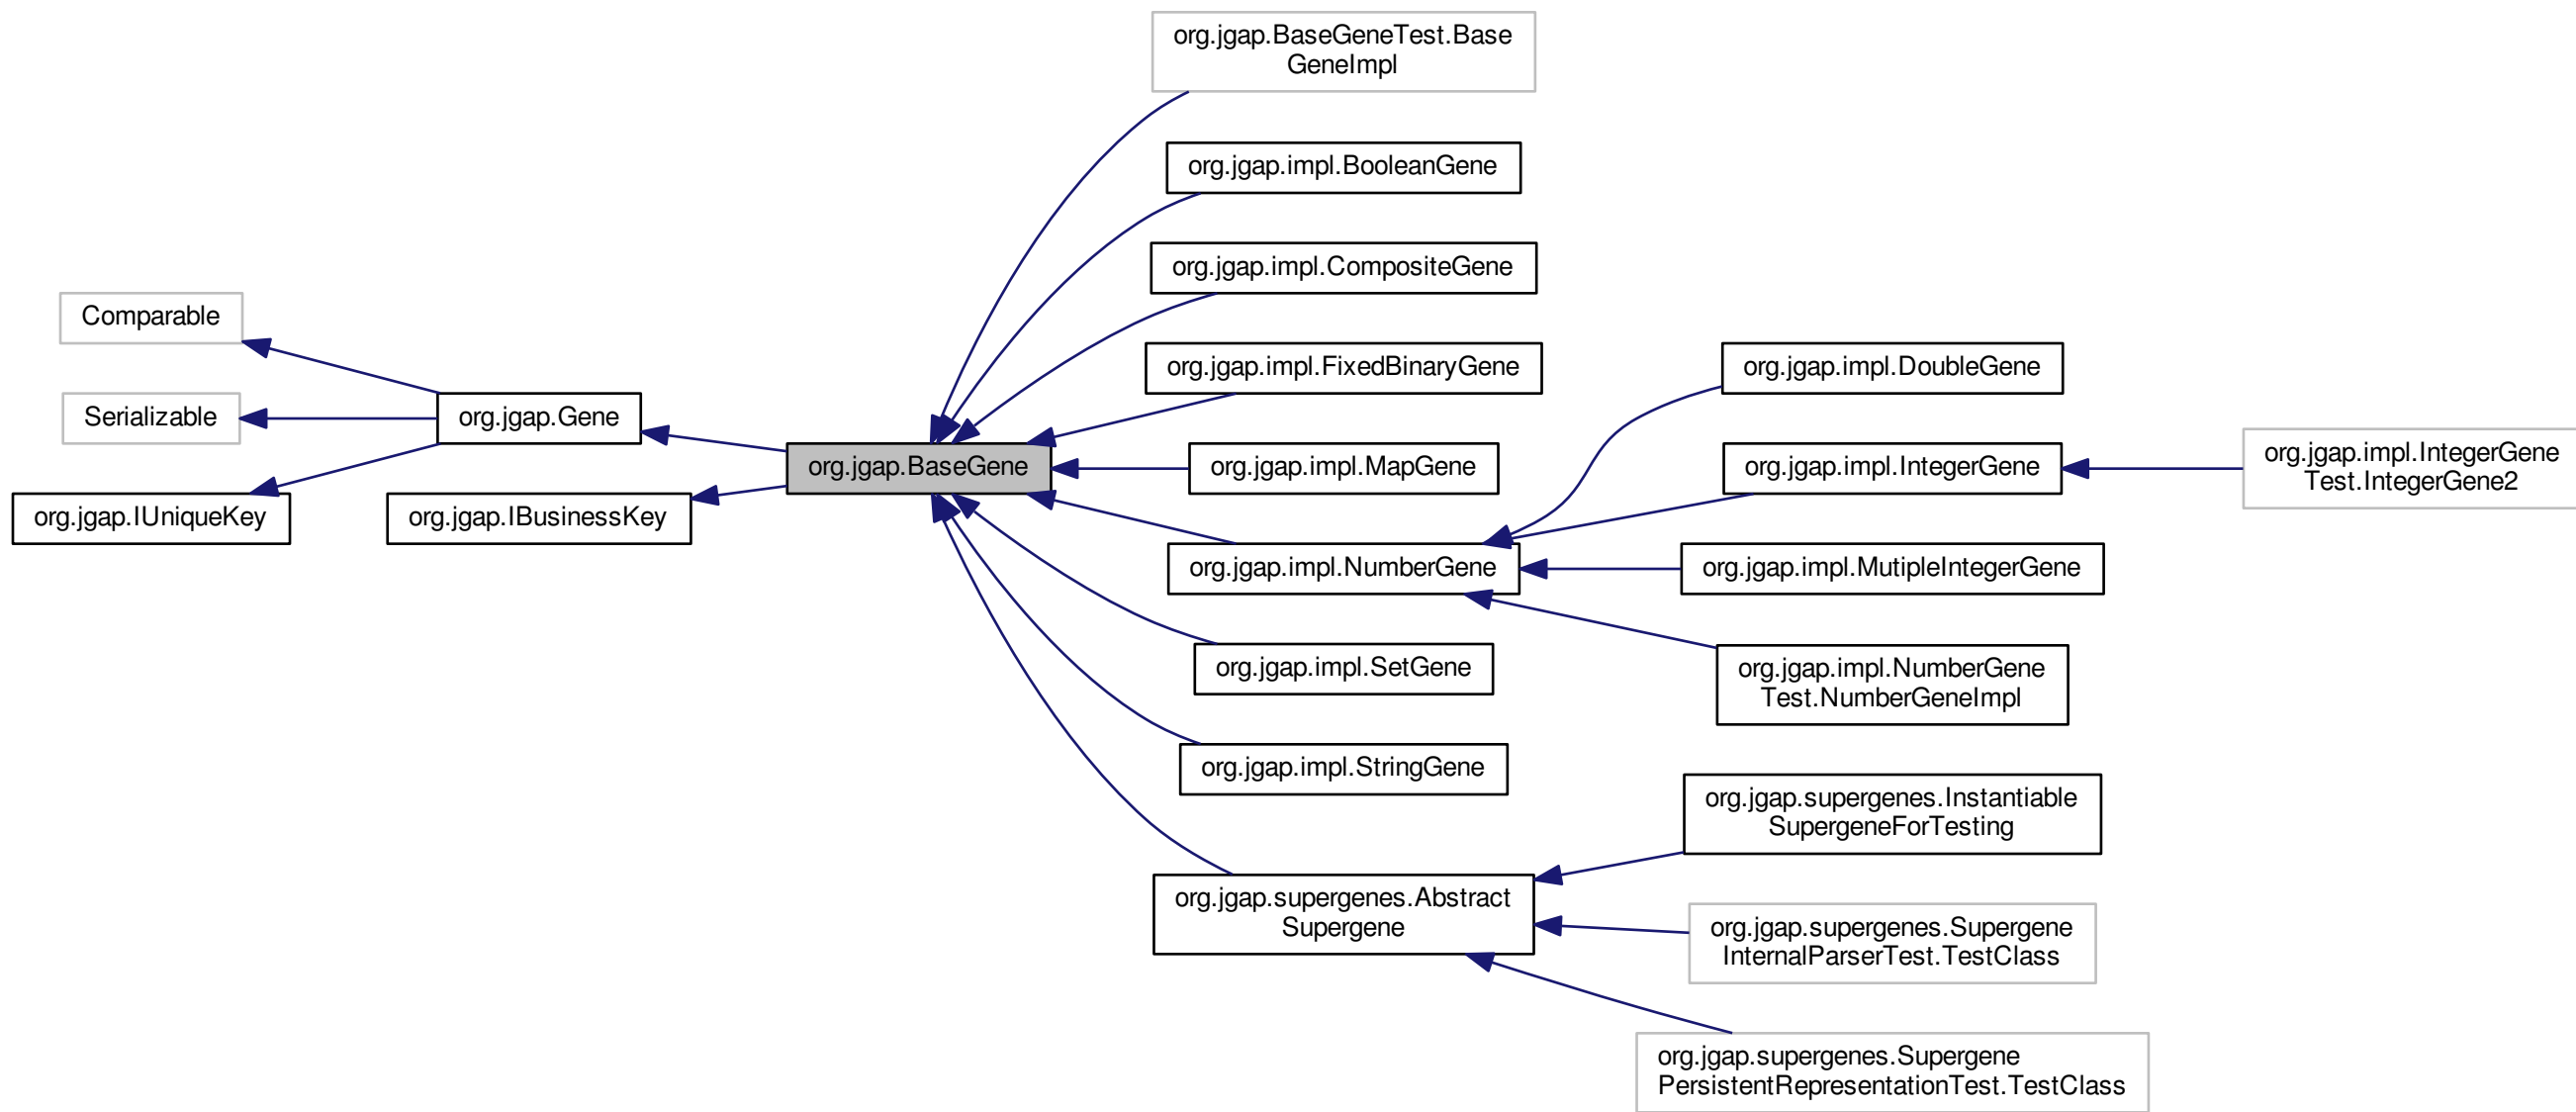 org.jgap.BaseGeneTest.Base
GeneImpl
org.jgap.impl.BooleanGene
org.jgap.impl.CompositeGene
Comparable
org.jgap.impl.FixedBinaryGene
org.jgap.impl.DoubleGene
Serializable
org.jgap.Gene
org.jgap.BaseGene
org.jgap.impl.MapGene
org.jgap.impl.IntegerGene
org.jgap.impl.IntegerGene
Test.IntegerGene2
org.jgap.IUniqueKey
org.jgap.IBusinessKey
org.jgap.impl.NumberGene
org.jgap.impl.MutipleIntegerGene
org.jgap.impl.SetGene
org.jgap.impl.NumberGene
Test.NumberGeneImpl
org.jgap.impl.StringGene
org.jgap.supergenes.Instantiable
SupergeneForTesting
org.jgap.supergenes.Abstract
Supergene
org.jgap.supergenes.Supergene
InternalParserTest.TestClass
org.jgap.supergenes.Supergene
PersistentRepresentationTest.TestClass